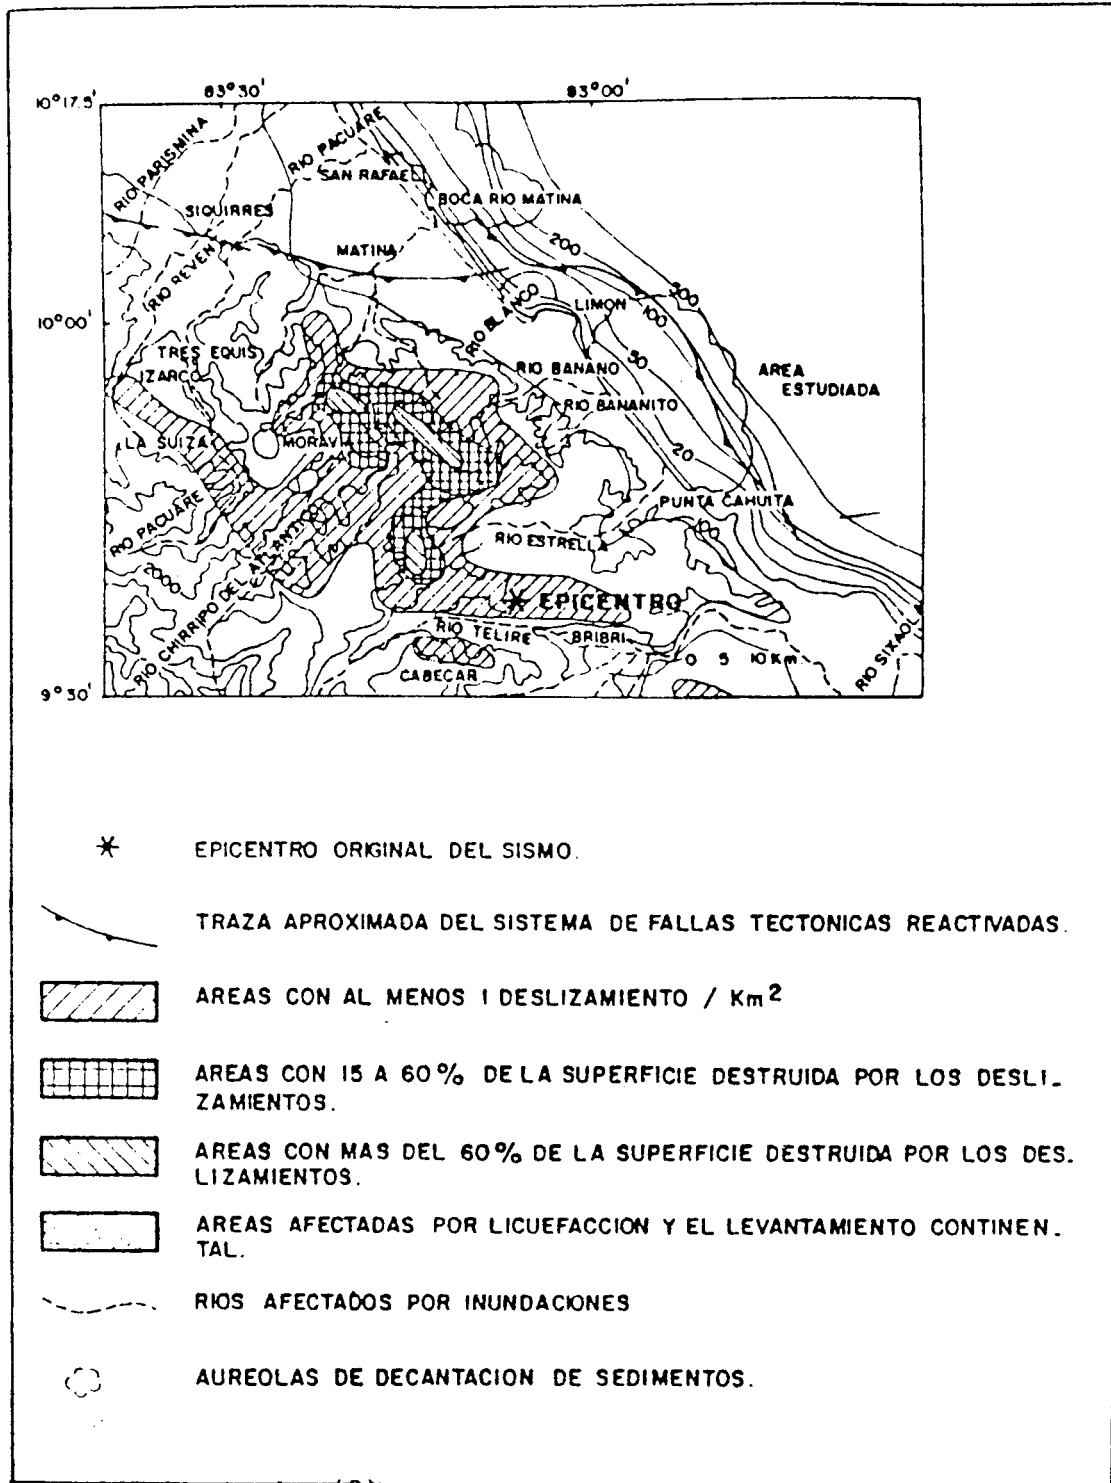 83°30'
83°00'
10°17.5'
RIO PARISMINA
RIO PACUARE
SAN RAFAEL
BOCA RIO MATINA
SIQUIRRES
MATINA
200
RIO REVEN
RIO BLANCO
LIMON
100
10°00'
TRES EQUIS
IZARCO
50
RIO BANANO
AREA
ESTUDIADA
RIO BANANITO
LA SUIZA
MORAVI
20
PUNTA CAHUITA
RIO PACUARE
100
RIO ESTRELLA
2000
RIO CHIRRIPO DEL ATLANTICO
EPICENTRO
RIO TELIRE
BRIBRI
RIO SIXAOLA
0 5 10 Km
CABECAR
9°30'
EPICENTRO ORIGINAL DEL SISMO.
TRAZA APROXIMADA DEL SISTEMA DE FALLAS TECTONICAS REACTIVADAS.
AREAS CON AL MENOS 1 DESLIZAMIENTO / Km2
AREAS CON 15 A 60% DE LA SUPERFICIE DESTRUIDA POR LOS DESLI-
ZAMIENTOS.
AREAS CON MAS DEL 60% DE LA SUPERFICIE DESTRUIDA POR LOS DES-
LIZAMIENTOS.
AREAS AFECTADAS POR LICUEFACCION Y EL LEVANTAMIENTO CONTINEN-
TAL.
RIOS AFECTADOS POR INUNDACIONES
AUREOLAS DE DECANTACION DE SEDIMENTOS.